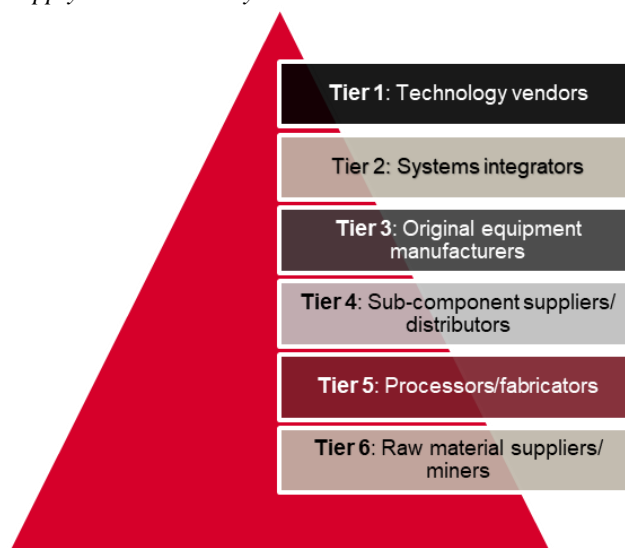 Tier 1: Technology vendors
Tier 2: Systems integrators
Tier 3: Original equipment
manufacturers
Tier 4: Sub-component suppliers/
distributors
Tier 5: Processors/fabricators
Tier 6: Raw material suppliers/
miners